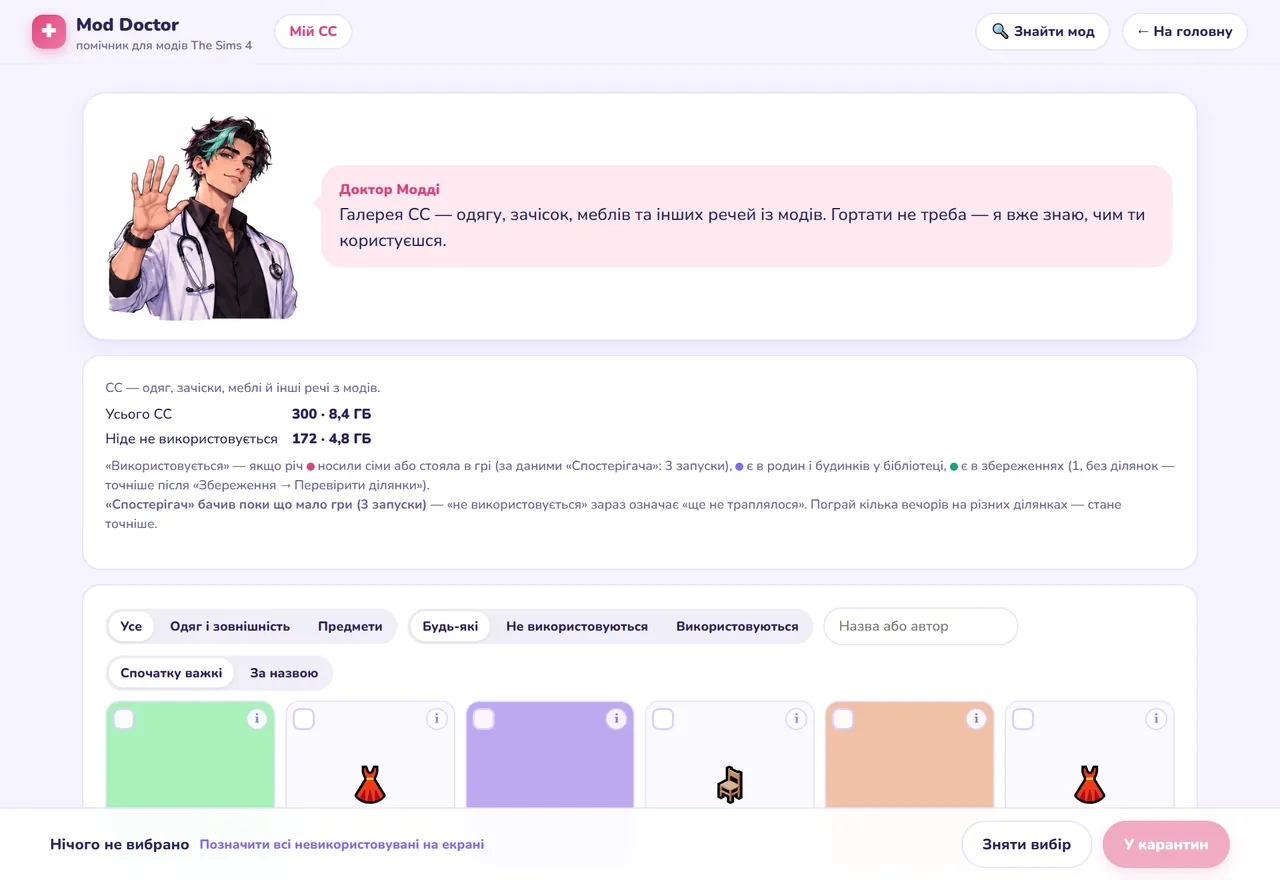 Mod Doctor
помічник для модів The Sims 4
Мій CC
🔍 Знайти мод
← На головну
Доктор Модді
Галерея CC — одягу, зачісок, меблів та інших речей із модів. Гортати не треба — я вже знаю, чим ти
користуєшся.
CC — одяг, зачіски, меблі й інші речі з модів.
Усього CC 300 · 8,4 ГБ
Ніде не використовується 172 · 4,8 ГБ
«Використовується» — якщо річ ● носили сіми або стояла в грі (за даними «Спостерігача»: 3 запуски), ● є в родин і будинків у бібліотеці, ● є в збереженнях (1, без ділянок —
точніше після «Збереження → Перевірити ділянки»).
«Спостерігач» бачив поки що мало гри (3 запуски) — «не використовується» зараз означає «ще не траплялося». Пограй кілька вечорів на різних ділянках — стане
точніше.
Усе Одяг і зовнішність Предмети Будь-які Не використовуються Використовуються Назва або автор
Спочатку важкі За назвою
i i i i i i
Нічого не вибрано Позначити всі невикористовувані на екрані Зняти вибір У карантин